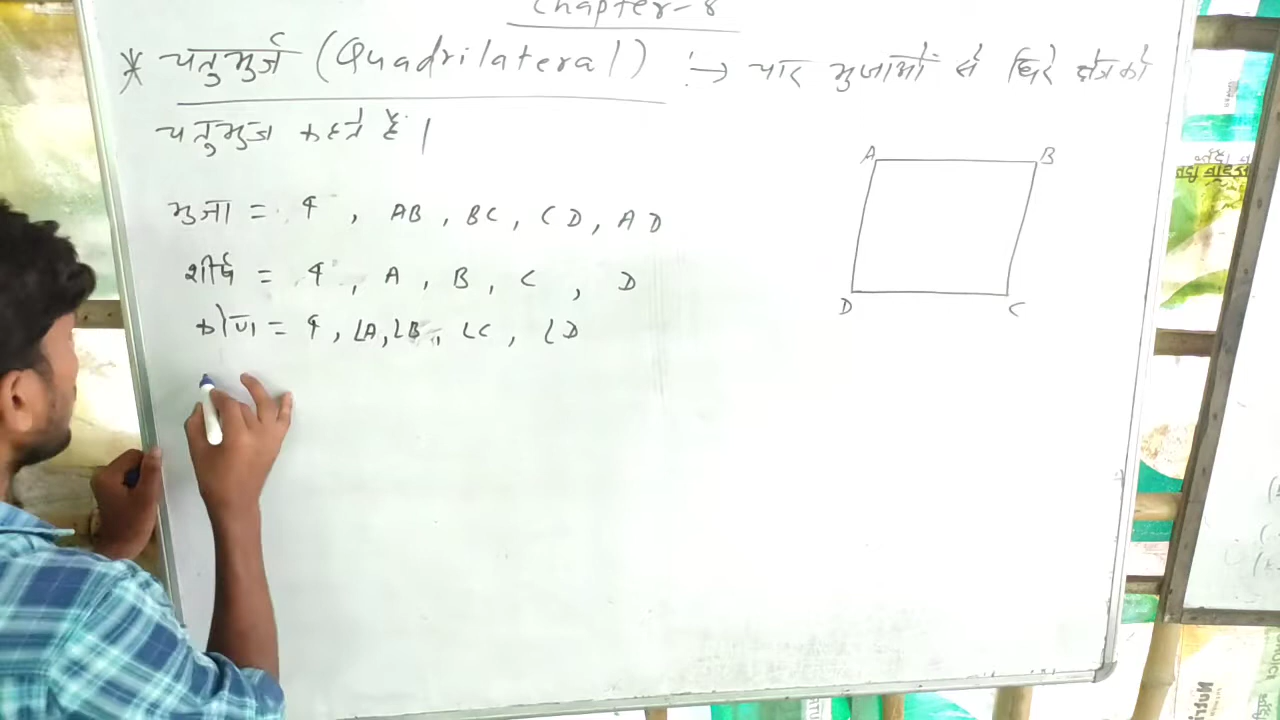 Chapter-8
* चतुर्भुज (Quadrilateral) :→ चार भुजाओं से घिरे क्षेत्र को
चतुर्भुज कहते हैं।
भुजा = 4, AB, BC, CD, AD
शीर्ष = 4, A, B, C, D
कोण = 4, ∠A, ∠B, ∠C, ∠D
A B
D C